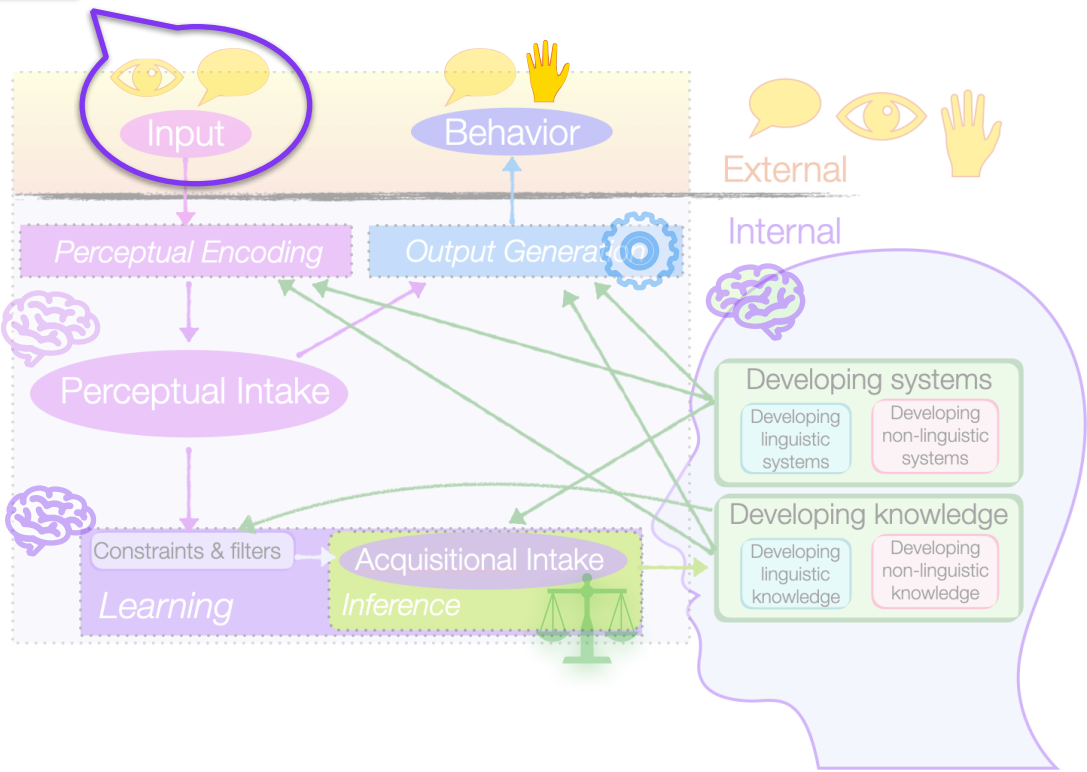 Input
Behavior
External
Internal
Perceptual Encoding
Output Generation
Perceptual Intake
Developing systems
Developing
linguistic
systems
Developing
non-linguistic
systems
Developing knowledge
Developing
linguistic
knowledge
Developing
non-linguistic
knowledge
Constraints & filters
Acquisitional Intake
Learning
Inference